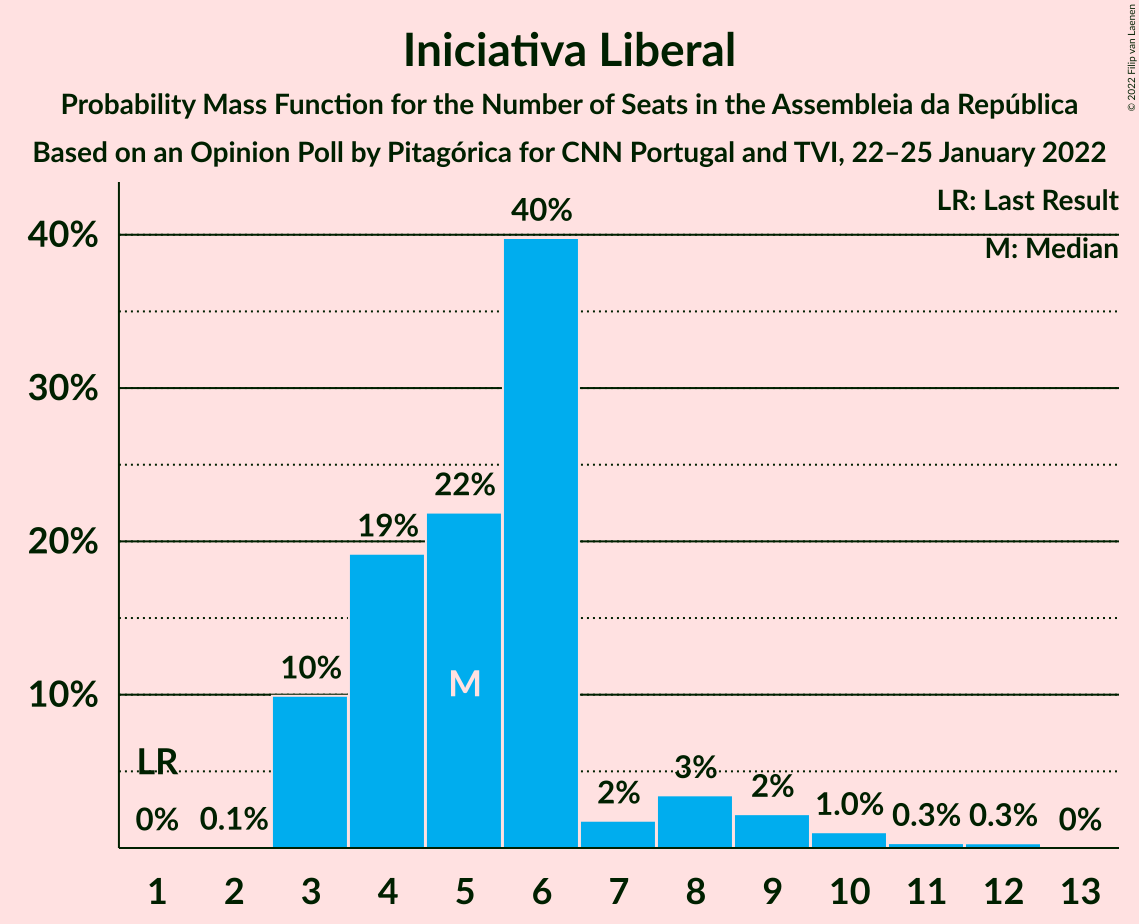 Iniciativa Liberal
Probability Mass Function for the Number of Seats in the Assembleia da República
Based on an Opinion Poll by Pitagórica for CNN Portugal and TVI, 22–25 January 2022
© 2022 Filip van Laenen
LR: Last Result
M: Median
40%
30%
20%
10%
LR
0%
0.1%
10%
19%
22%
M
40%
2%
3%
2%
1.0%
0.3%
0.3%
0%
1 2 3 4 5 6 7 8 9 10 11 12 13